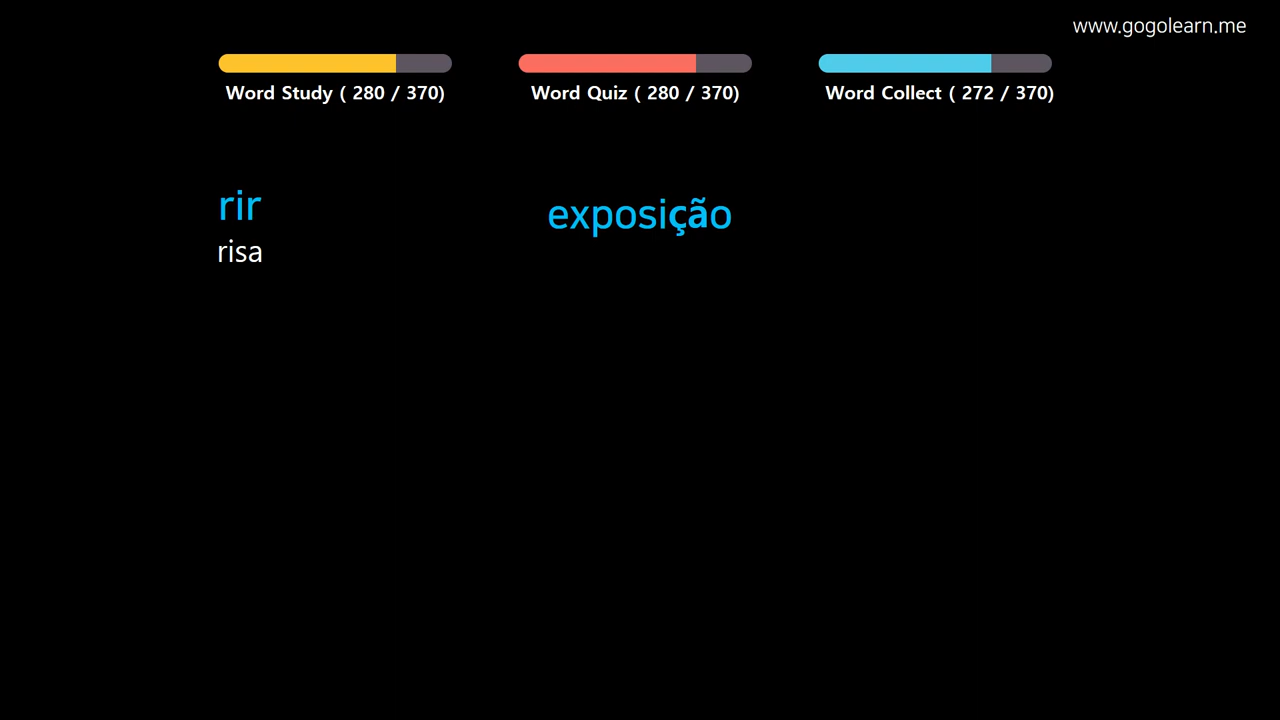 www.gogolearn.me
Word Study ( 280 / 370)
Word Quiz ( 280 / 370)
Word Collect ( 272 / 370)
rir
risa
exposição